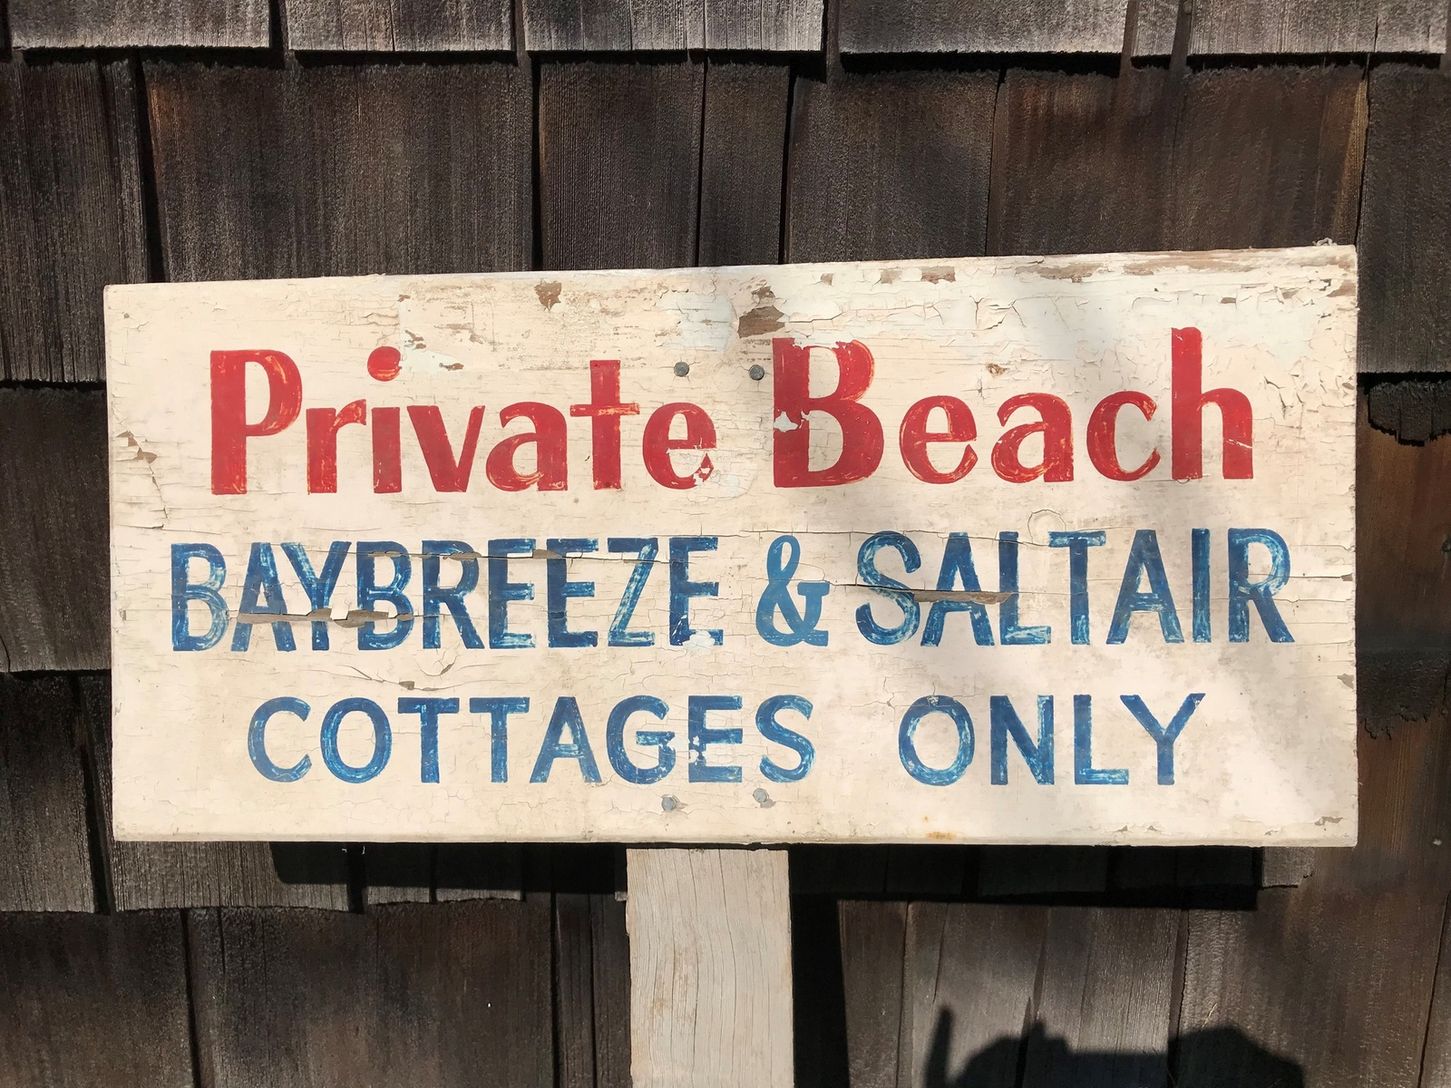 Private Beach
BAYBREEZE & SALTAIR
COTTAGES ONLY